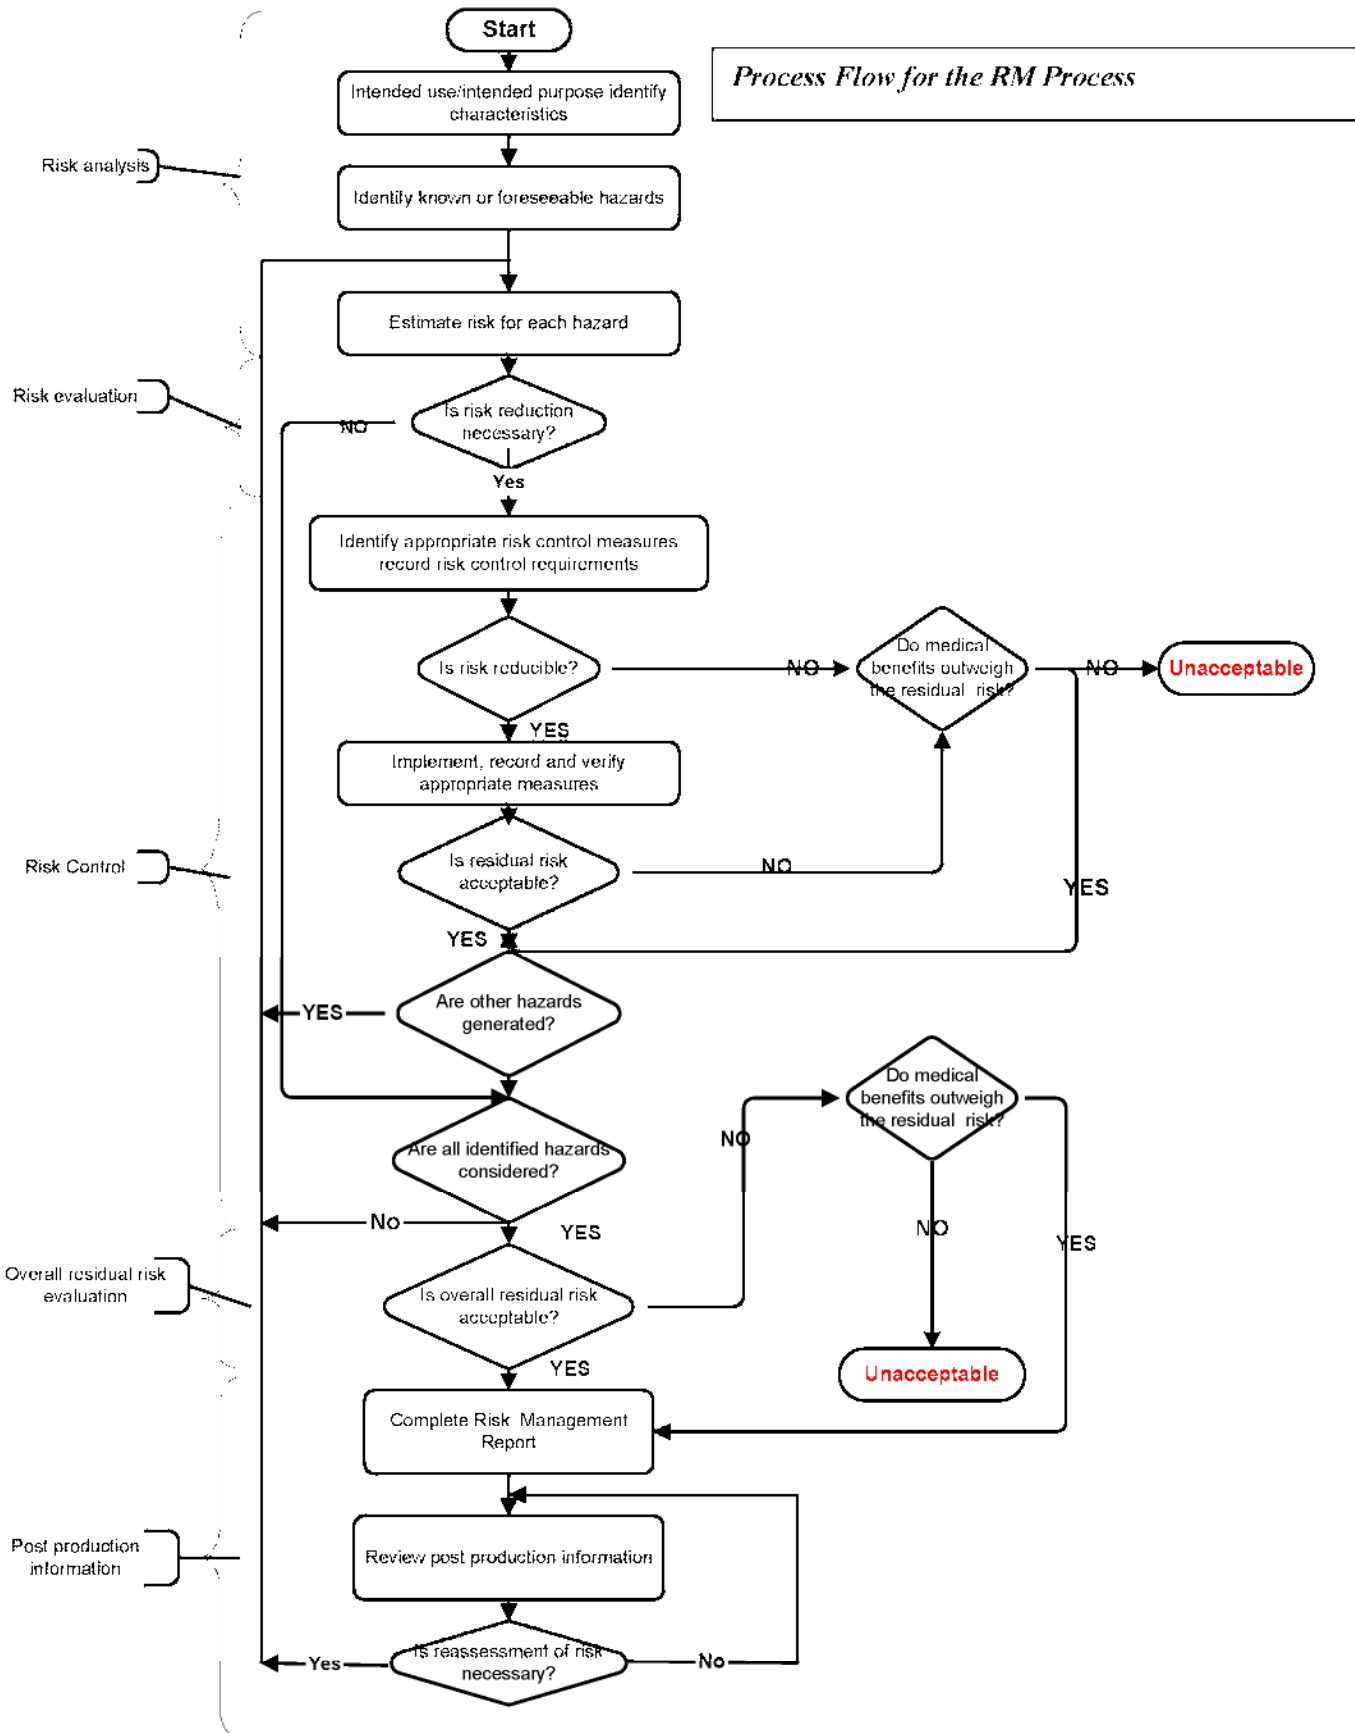 Start
Process Flow for the RM Process
Intended use/intended purpose identify
characteristics
Risk analysis
Identify known or foreseeable hazards
Estimate risk for each hazard
Risk evaluation
Is risk reduction
necessary?
NO
Yes
Identify appropriate risk control measures
record risk control requirements
Is risk reducible?
NO
Do medical
benefits outweigh
the residual risk?
NO
Unacceptable
YES
Implement, record and verify
appropriate measures
Risk Control
Is residual risk
acceptable?
NO
YES
YES
Are other hazards
generated?
YES
Do medical
benefits outweigh
the residual risk?
NO
Are all identified hazards
considered?
No
YES
NO
YES
Overall residual risk
evaluation
Is overall residual risk
acceptable?
YES
Unacceptable
Complete Risk Management
Report
Post production
information
Review post production information
Is reassessment of risk
necessary?
Yes
No